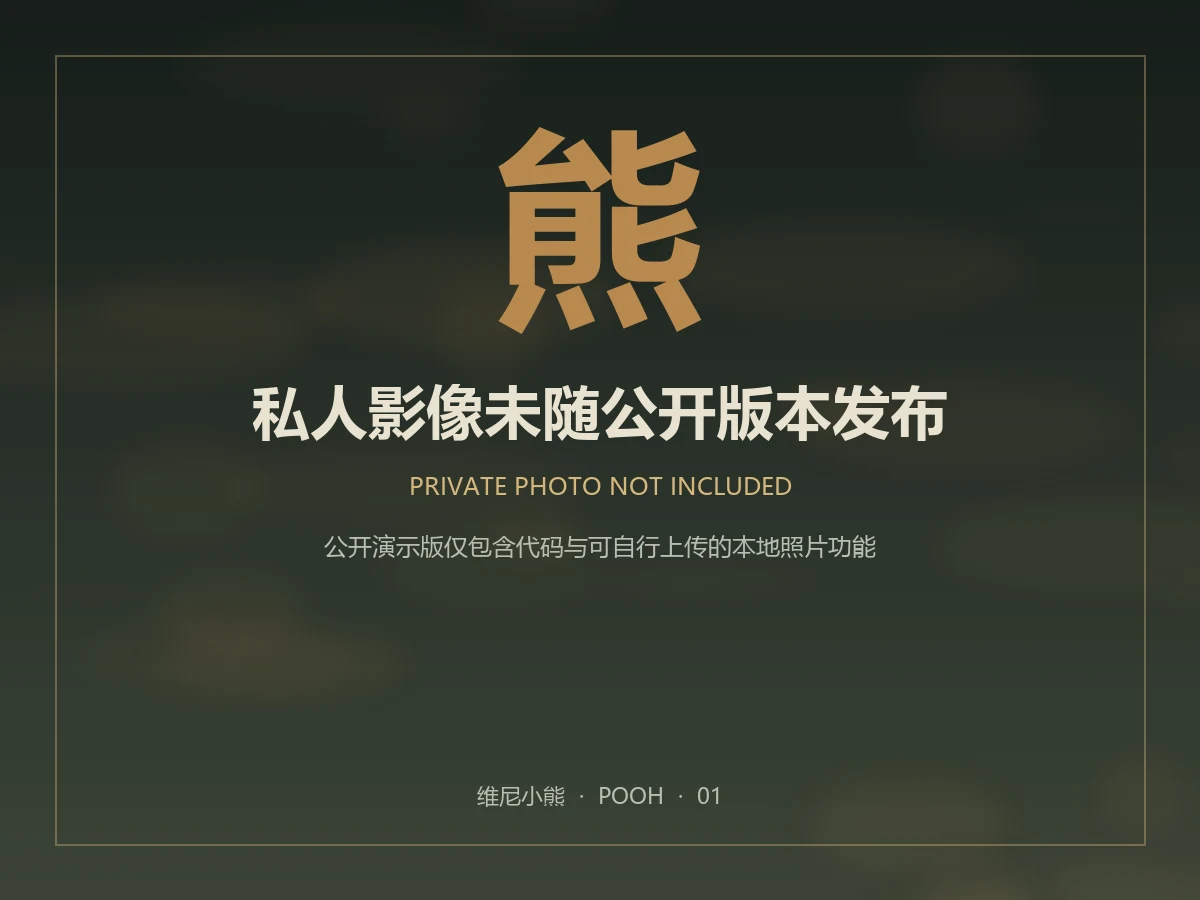 熊
私人影像未随公开版本发布
PRIVATE PHOTO NOT INCLUDED
公开演示版仅包含代码与可自行上传的本地照片功能
维尼小熊 · POOH · 01